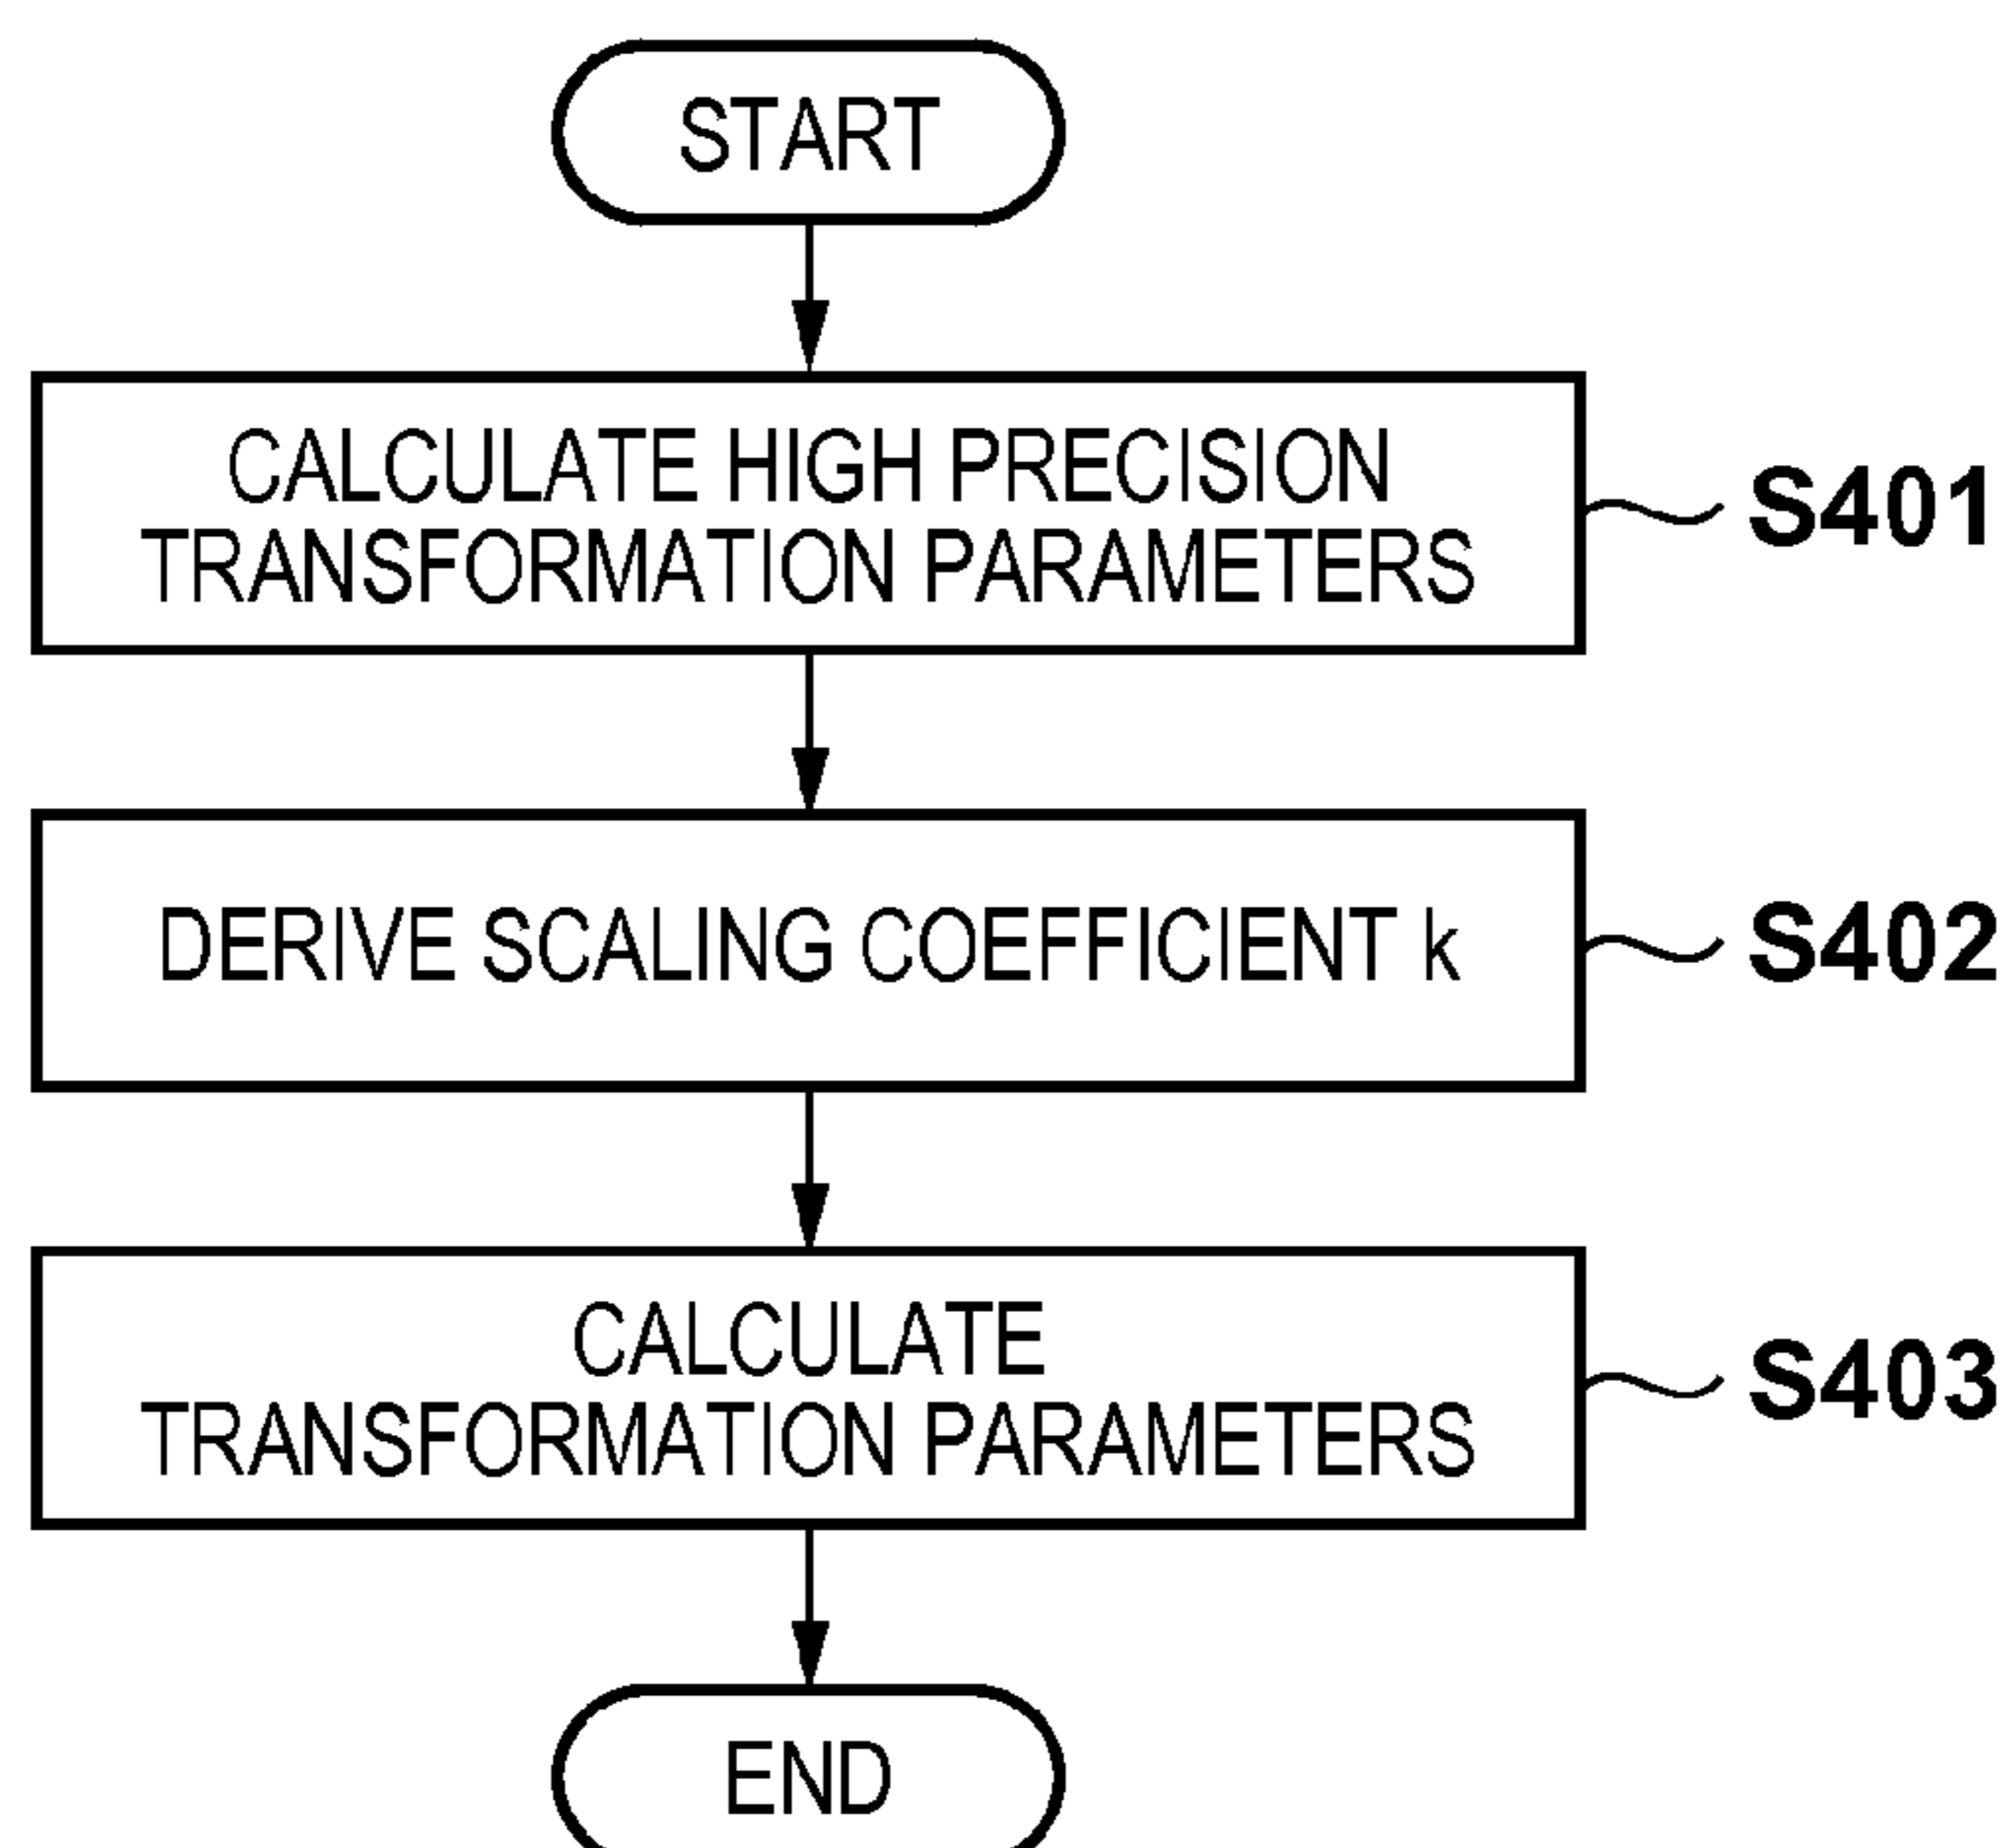 START
CALCULATE HIGH PRECISION
TRANSFORMATION PARAMETERS
S401
DERIVE SCALING COEFFICIENT k
S402
CALCULATE
TRANSFORMATION PARAMETERS
S403
END